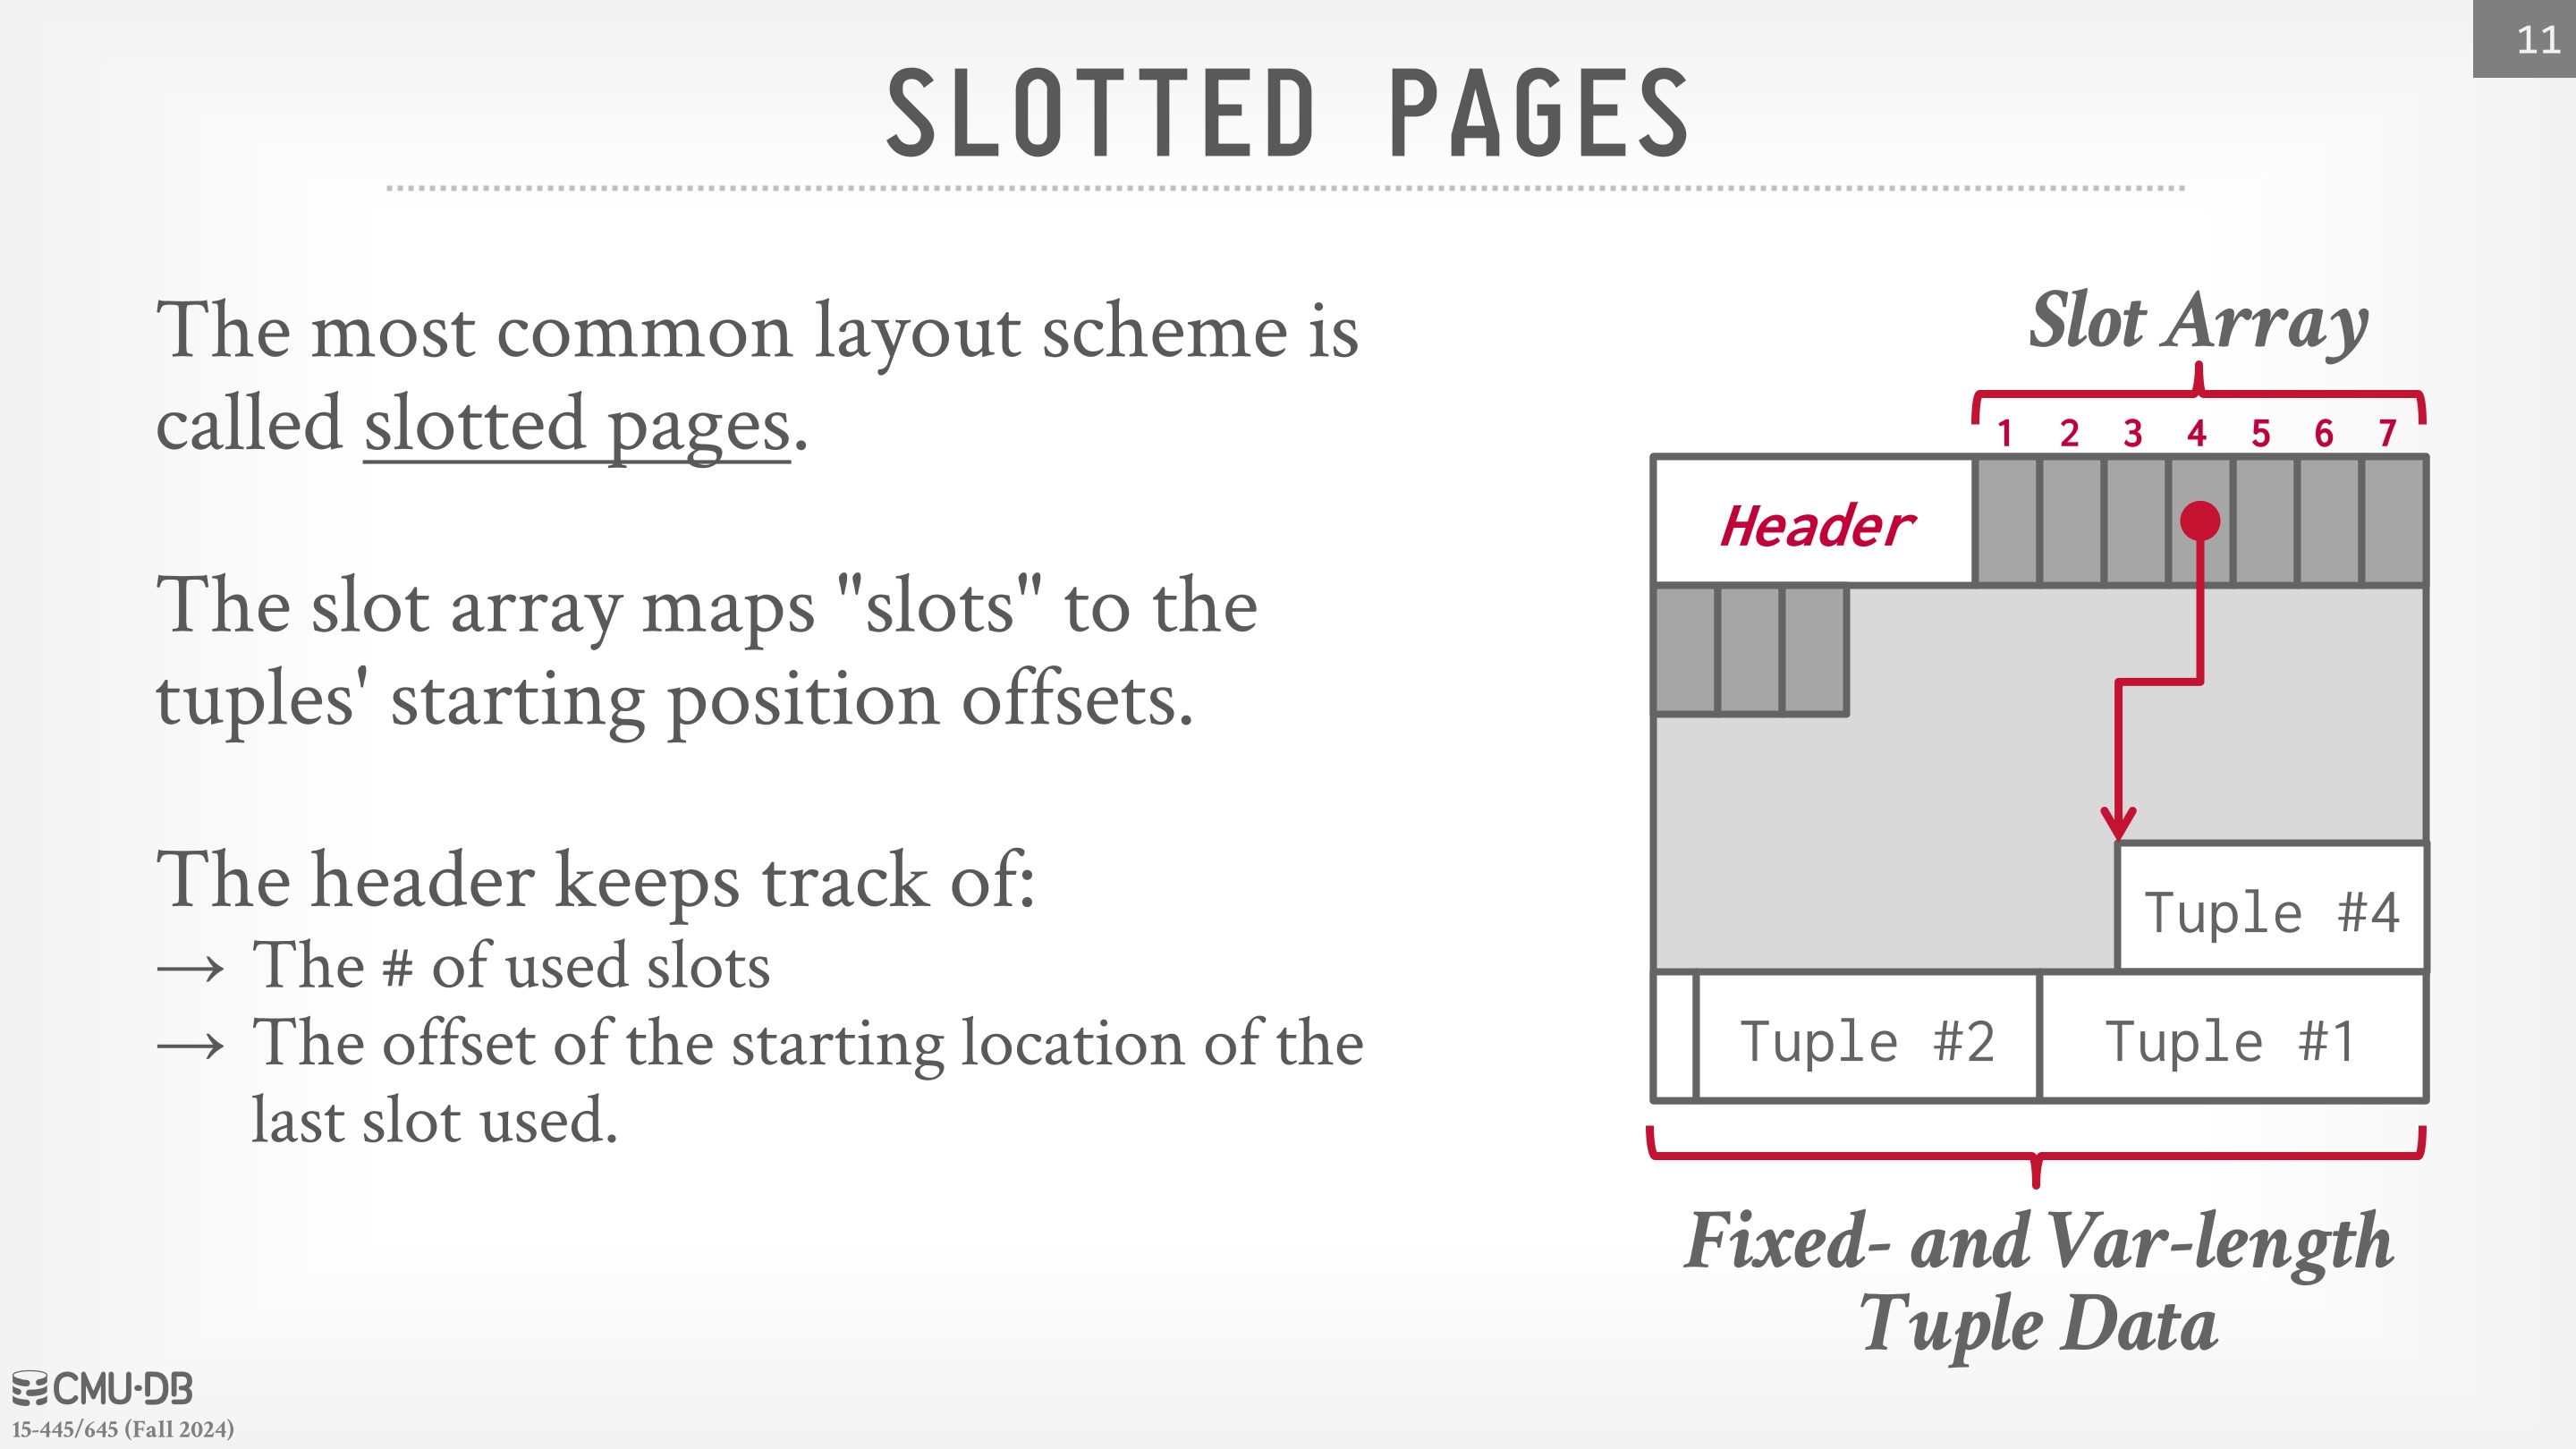 11
SLOTTED PAGES
The most common layout scheme is
called slotted pages.
The slot array maps "slots" to the
tuples' starting position offsets.
The header keeps track of:
→ The # of used slots
→ The offset of the starting location of the
last slot used.
Slot Array
1 2 3 4 5 6 7
Header
Tuple #4
Tuple #2 Tuple #1
Fixed- and Var-length
Tuple Data
CMU·DB
15-445/645 (Fall 2024)